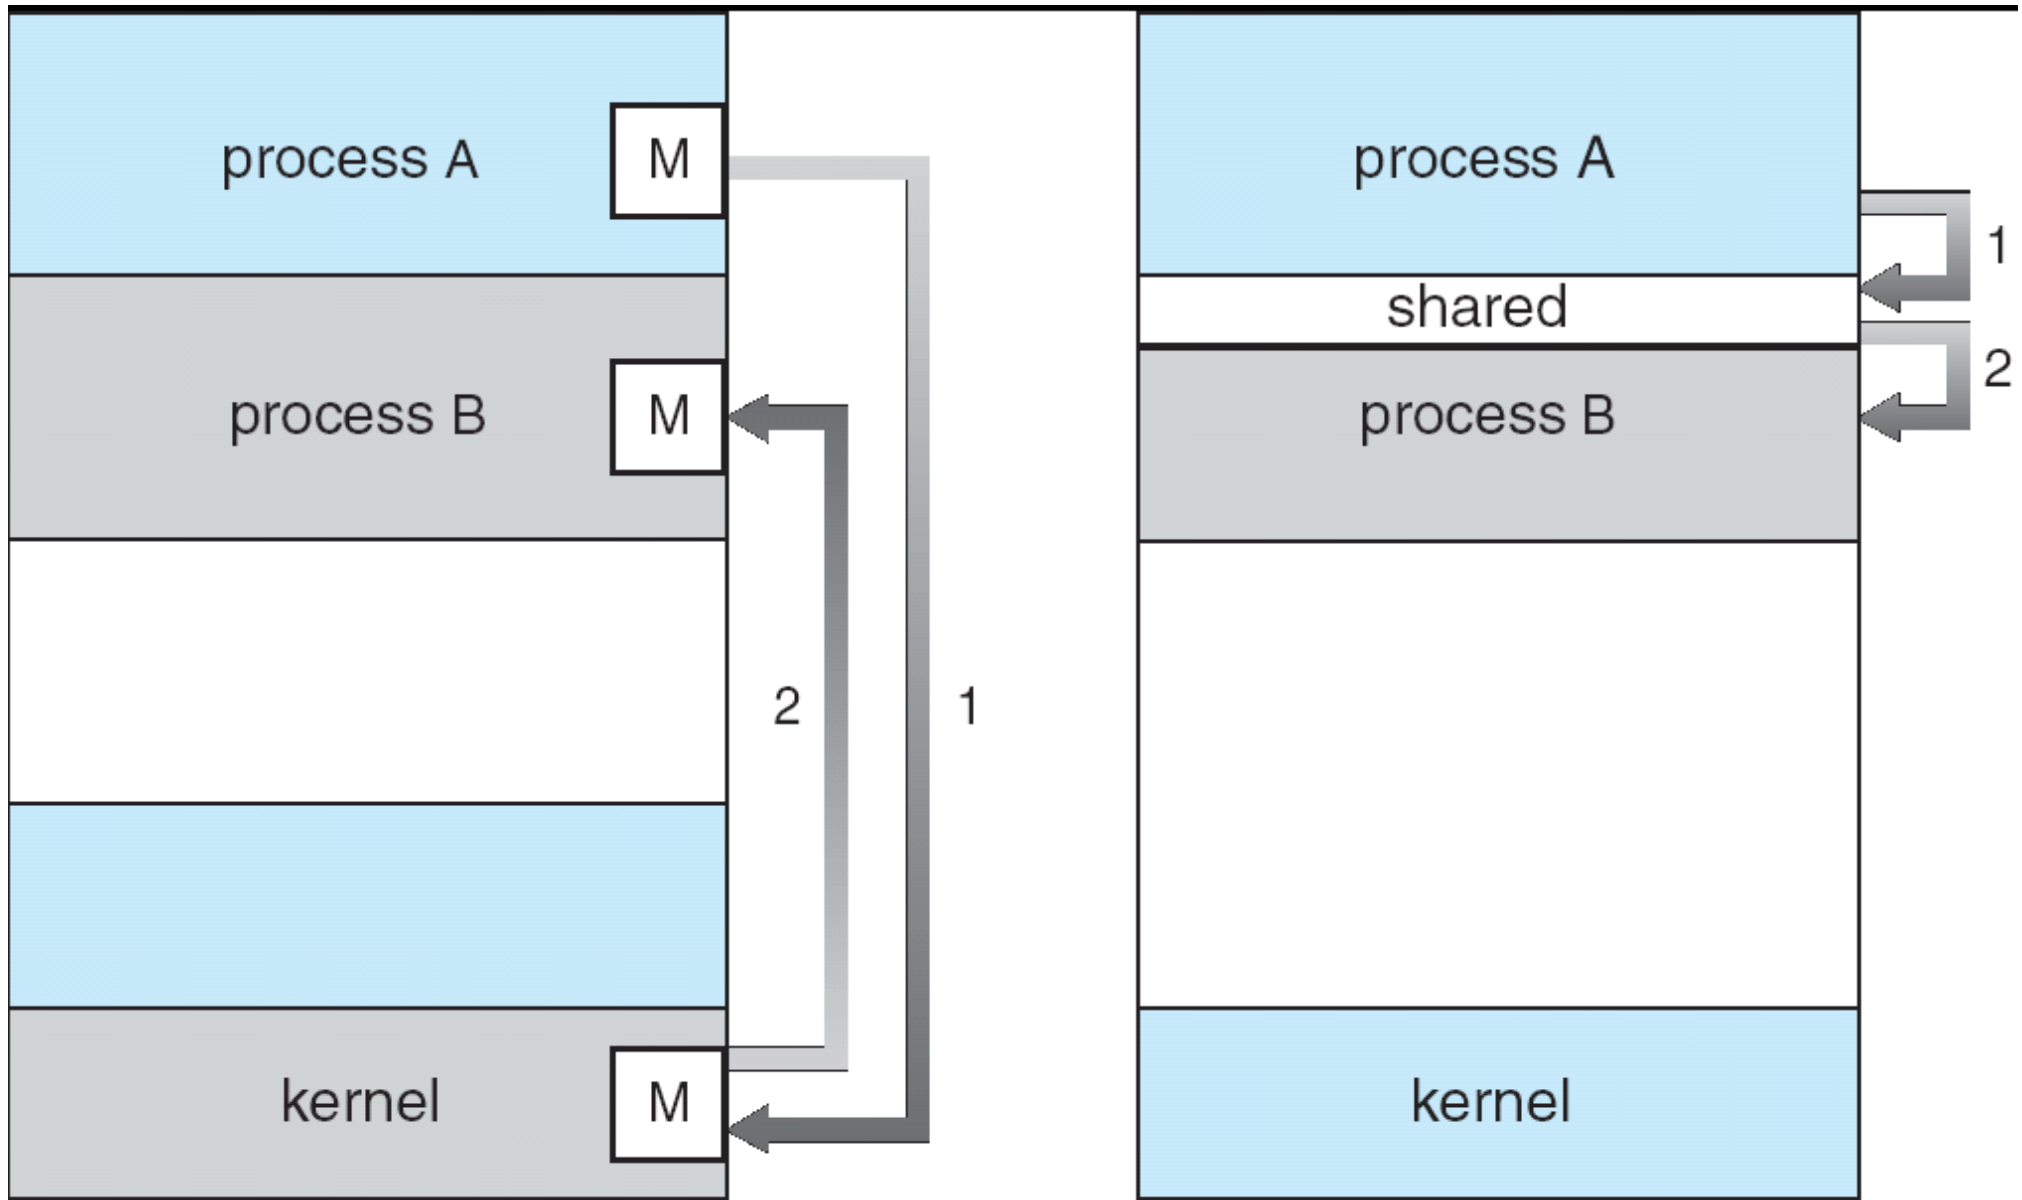 process A
M
process B
M
2
1
kernel
M
process A
1
shared
2
process B
kernel